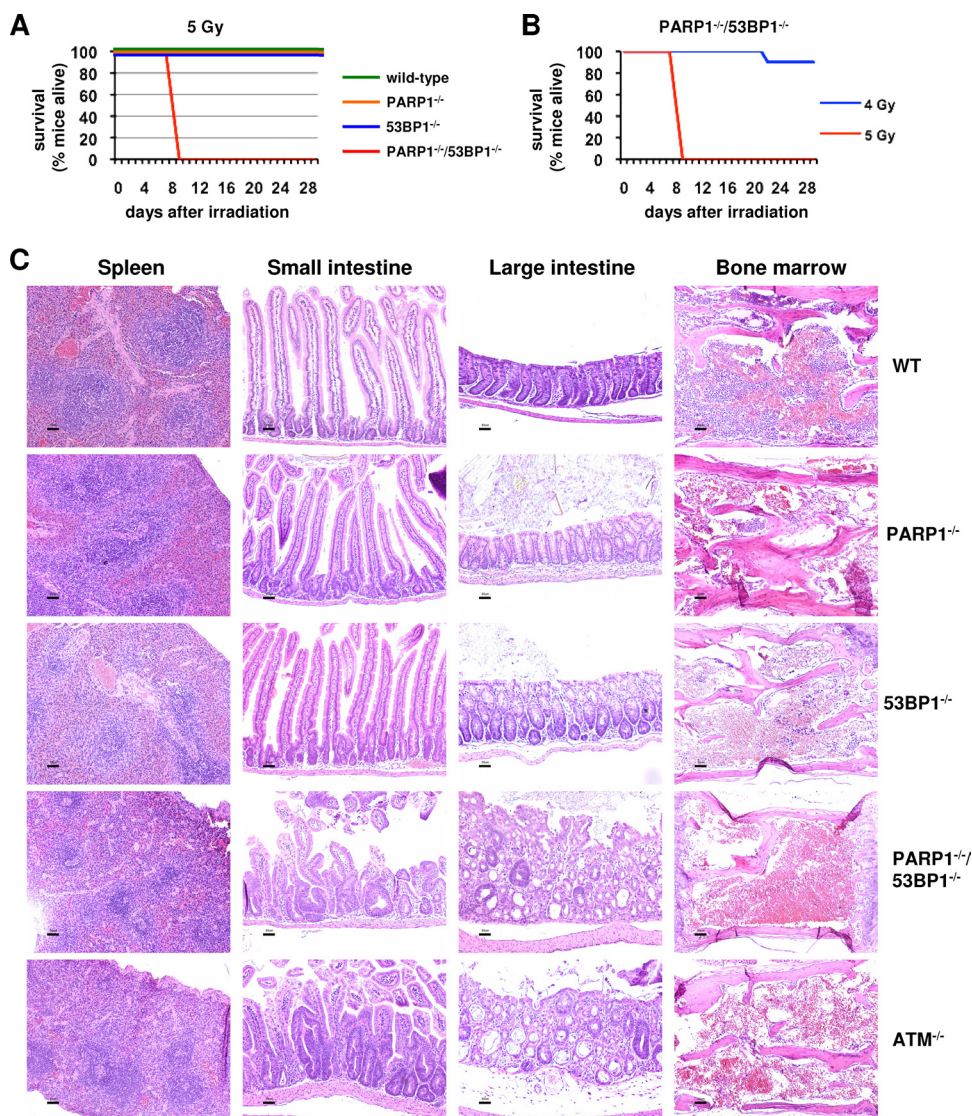 A
5 Gy
survival
(% mice alive)
100
80
60
40
20
0
0 4 8 12 16 20 24 28
days after irradiation
wild-type
PARP1-/-
53BP1-/-
PARP1-/-/53BP1-/-
B
PARP1-/-/53BP1-/-
survival
(% mice alive)
100
80
60
40
20
0
0 4 8 12 16 20 24 28
days after irradiation
4 Gy
5 Gy
C
Spleen Small intestine Large intestine Bone marrow
WT
PARP1-/-
53BP1-/-
PARP1-/-/
53BP1-/-
ATM-/-